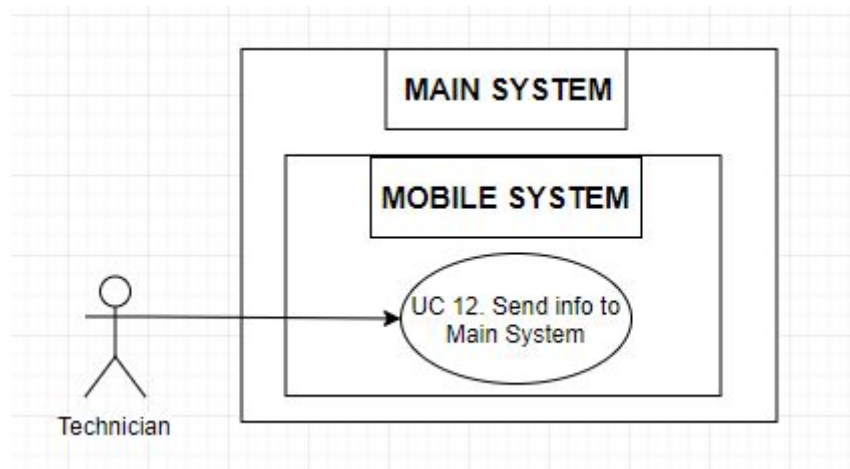 MAIN SYSTEM
MOBILE SYSTEM
UC 12. Send info to
Main System
Technician